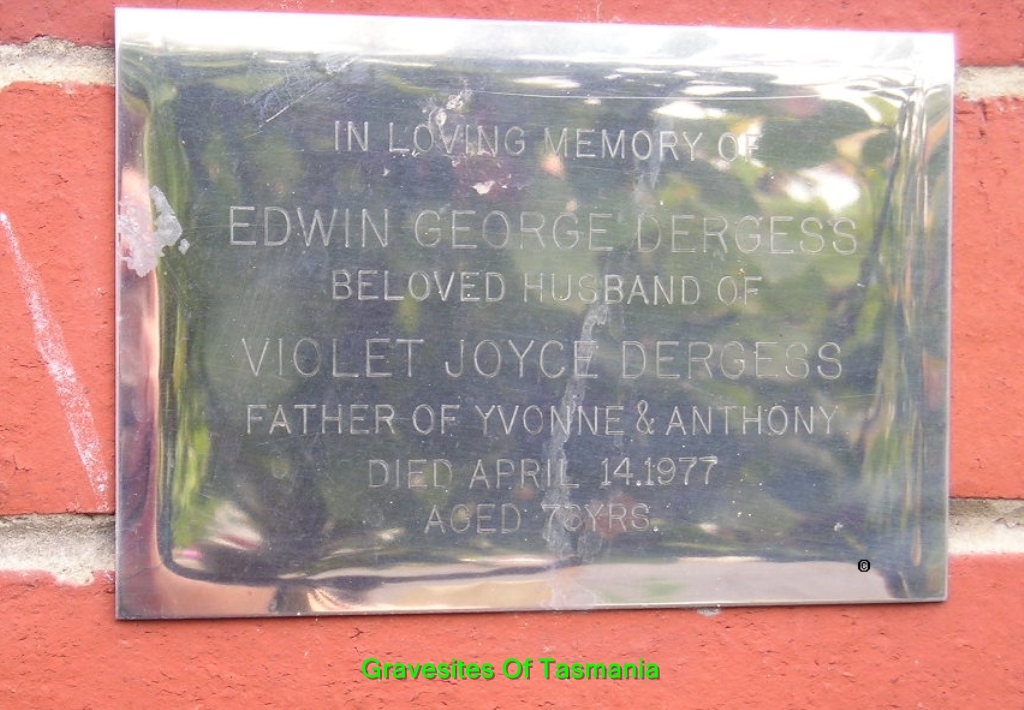 IN LOVING MEMORY OF
EDWIN GEORGE DERGESS
BELOVED HUSBAND OF
VIOLET JOYCE DERGESS
FATHER OF YVONNE & ANTHONY
DIED APRIL 14.1977
AGED YRS.
©
Gravesites Of Tasmania